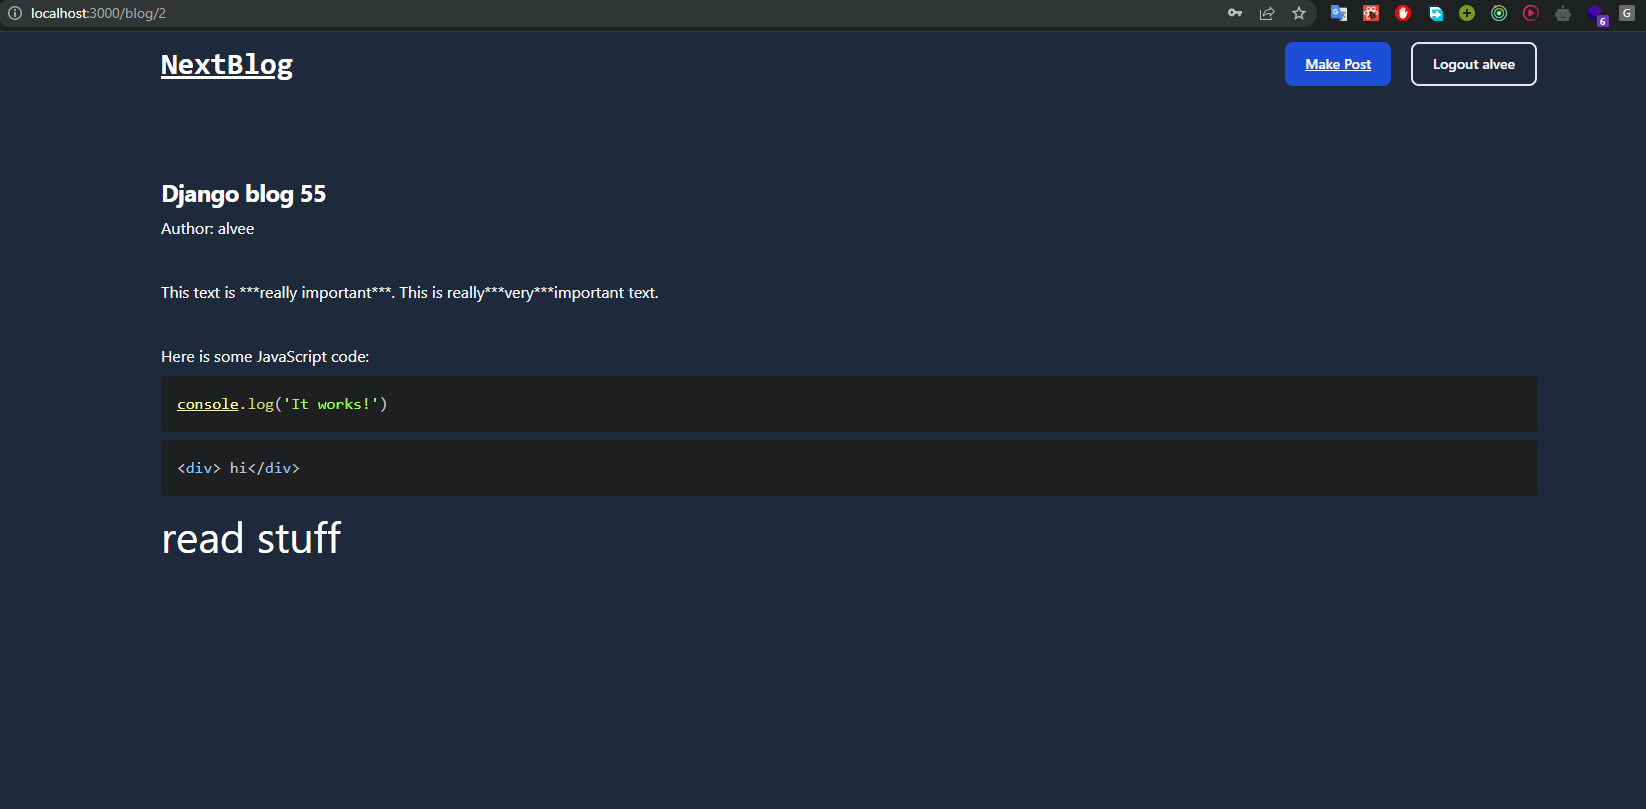 localhost:3000/blog/2
6
G
NextBlog
Make Post
Logout alvee
Django blog 55
Author: alvee
This text is ***really important***. This is really***very***important text.
Here is some JavaScript code:
console.log('It works!')
<div> hi</div>
read stuff